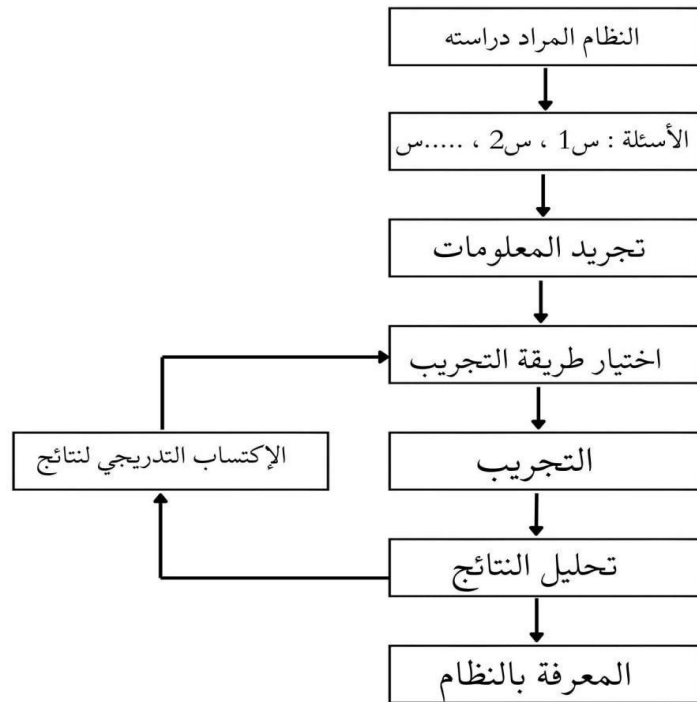 النظام المراد دراسته
الأسئلة : س1 ، س2 ، .....س
تجريد المعلومات
اختيار طريقة التجريب
الإكتساب التدريجي لنتائج
التجريب
تحليل النتائج
المعرفة بالنظام